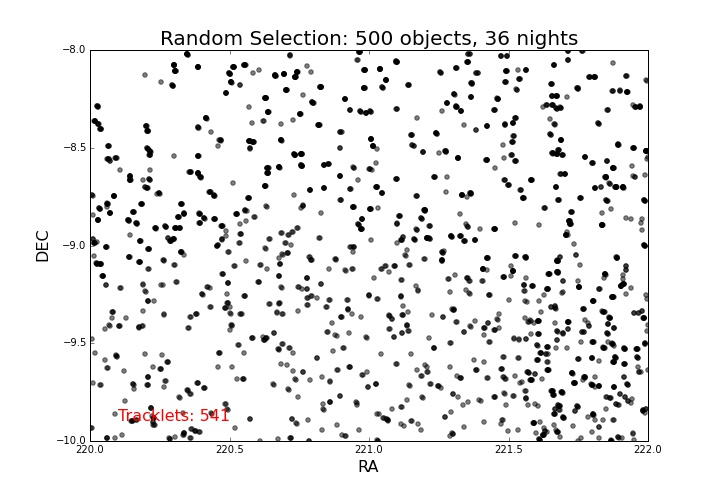 Random Selection: 500 objects, 36 nights
−8.0
−8.5
−9.0
−9.5
−10.0
DEC
Tracklets: 541
220.0 220.5 221.0 221.5 222.0
RA